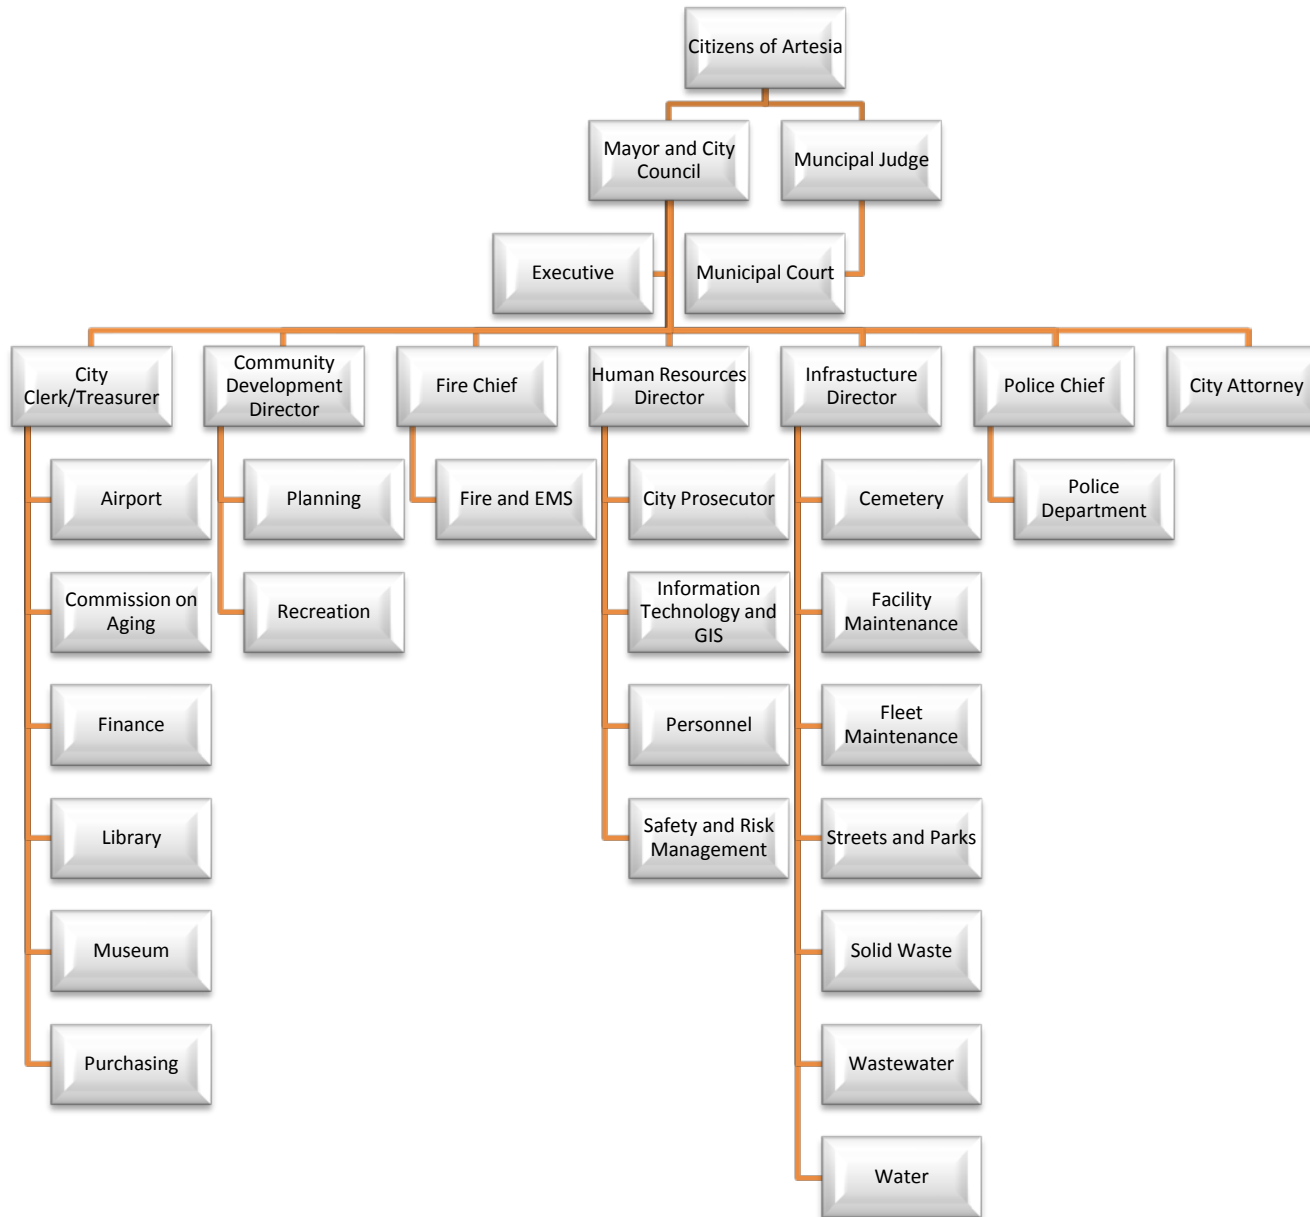 Citizens of Artesia
Mayor and City
Council
Muncipal Judge
Executive
Municipal Court
City
Clerk/Treasurer
Community
Development
Director
Fire Chief
Human Resources
Director
Infrastucture
Director
Police Chief
City Attorney
Airport
Commission on
Aging
Finance
Library
Museum
Purchasing
Planning
Recreation
Fire and EMS
City Prosecutor
Information
Technology and
GIS
Personnel
Safety and Risk
Management
Cemetery
Facility
Maintenance
Fleet
Maintenance
Streets and Parks
Solid Waste
Wastewater
Water
Police
Department